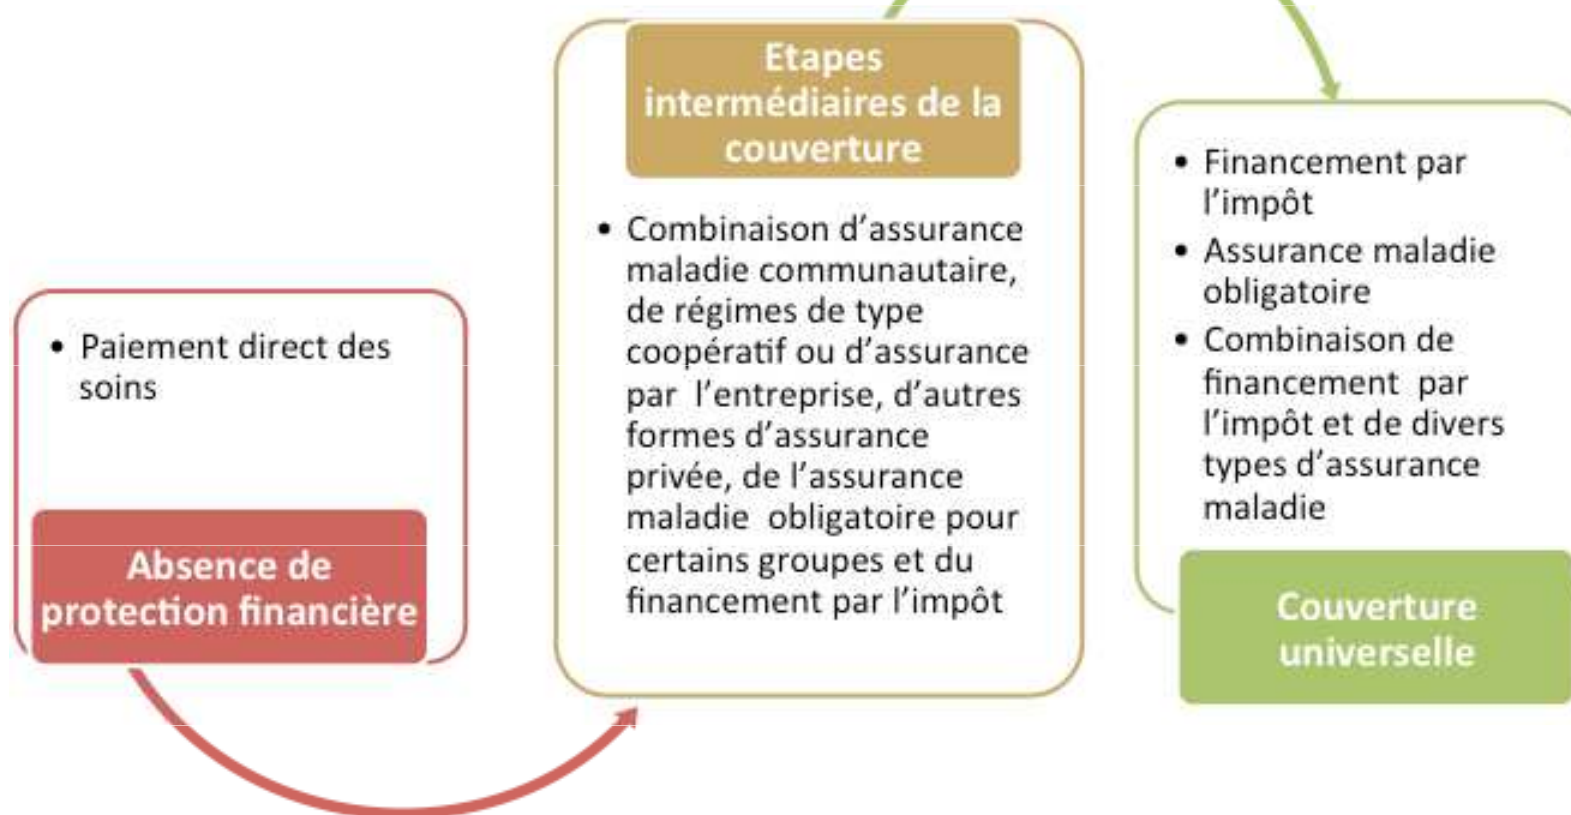 • Paiement direct des
soins
Absence de
protection financière
Etapes
intermédiaires de la
couverture
• Combinaison d’assurance
maladie communautaire,
de régimes de type
coopératif ou d’assurance
par l’entreprise, d’autres
formes d’assurance
privée, de l’assurance
maladie obligatoire pour
certains groupes et du
financement par l’impôt
• Financement par
l’impôt
• Assurance maladie
obligatoire
• Combinaison de
financement par
l’impôt et de divers
types d’assurance
maladie
Couverture
universelle